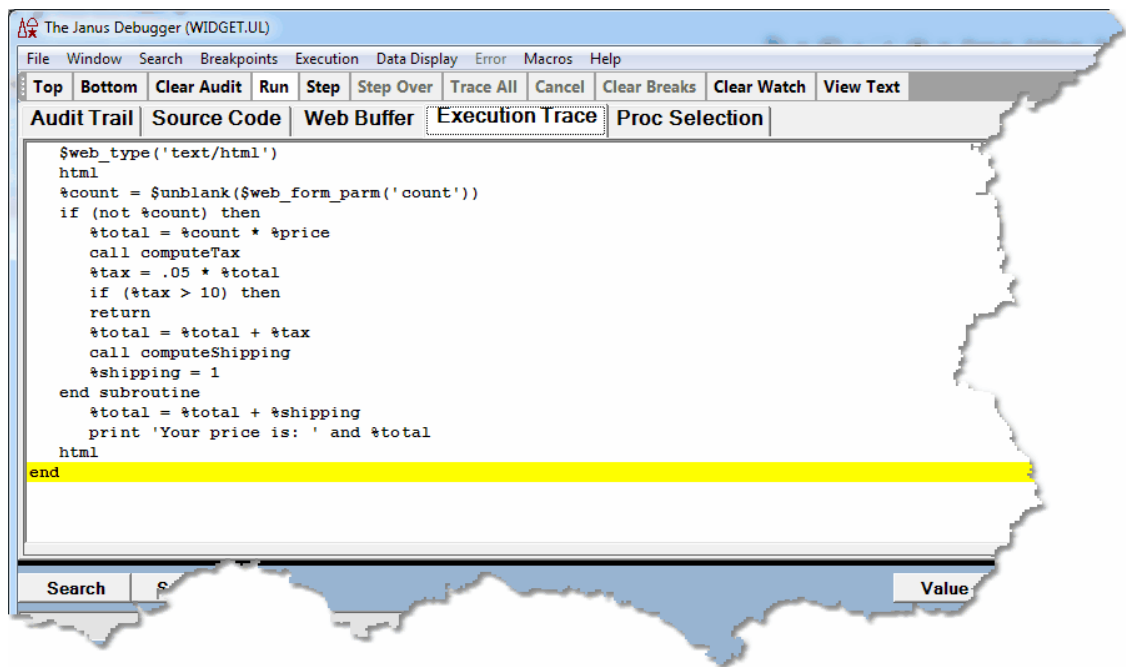 The Janus Debugger (WIDGET.UL)
File Window Search Breakpoints Execution Data Display Error Macros Help
Top Bottom Clear Audit Run Step Step Over Trace All Cancel Clear Breaks Clear Watch View Text
Audit Trail Source Code Web Buffer Execution Trace Proc Selection
$web_type('text/html')
html
%count = $unblank($web_form_parm('count'))
if (not %count) then
%total = %count * %price
call computeTax
%tax = .05 * %total
if (%tax > 10) then
return
%total = %total + %tax
call computeShipping
%shipping = 1
end subroutine
%total = %total + %shipping
print 'Your price is: ' and %total
html
end
Search Value